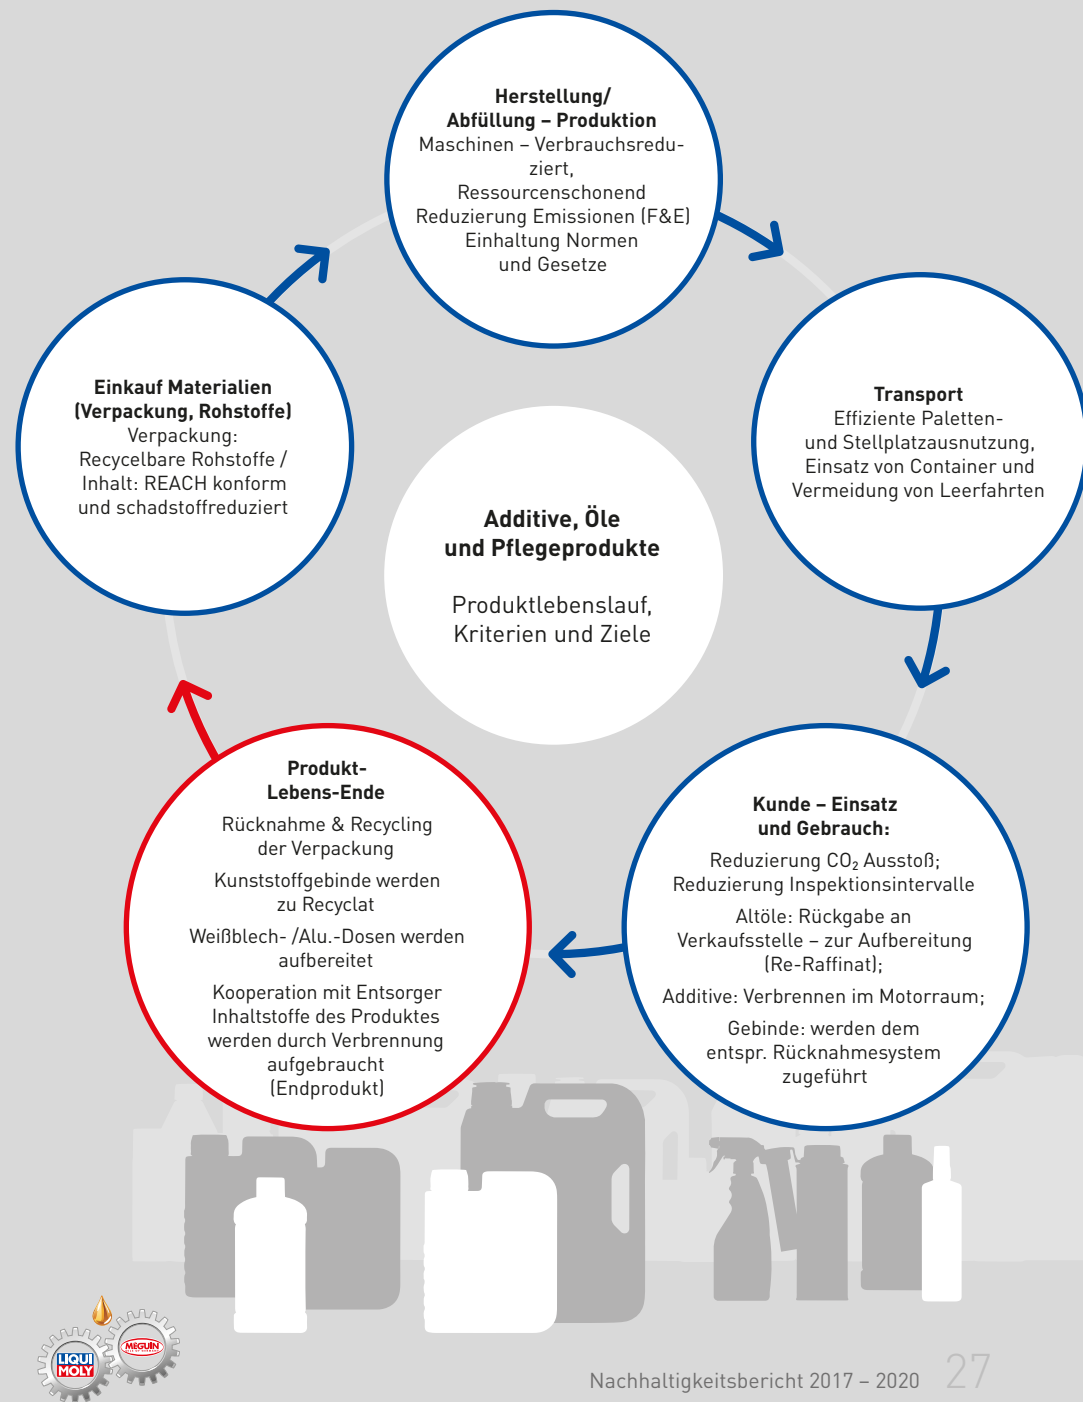 Herstellung/
Abfüllung – Produktion
Maschinen – Verbrauchsredu-
ziert,
Ressourcenschonend
Reduzierung Emissionen (F&E)
Einhaltung Normen
und Gesetze
Transport
Effiziente Paletten-
und Stellplatzausnutzung,
Einsatz von Container und
Vermeidung von Leerfahrten
Einkauf Materialien
(Verpackung, Rohstoffe)
Verpackung:
Recycelbare Rohstoffe /
Inhalt: REACH konform
und schadstoffreduziert
Additive, Öle
und Pflegeprodukte
Produktlebenslauf,
Kriterien und Ziele
Kunde – Einsatz
und Gebrauch:
Reduzierung CO₂ Ausstoß;
Reduzierung Inspektionsintervalle
Altöle: Rückgabe an
Verkaufsstelle – zur Aufbereitung
(Re-Raffinat);
Additive: Verbrennen im Motorraum;
Gebinde: werden dem
entspr. Rücknahmesystem
zugeführt
Produkt-
Lebens-Ende
Rücknahme & Recycling
der Verpackung
Kunststoffgebinde werden
zu Recyclat
Weißblech- /Alu.-Dosen werden
aufbereitet
Kooperation mit Entsorger
Inhaltstoffe des Produktes
werden durch Verbrennung
aufgebraucht
(Endprodukt)
LIQUI
MOLY
MEGUIN
Nachhaltigkeitsbericht 2017 – 2020 27